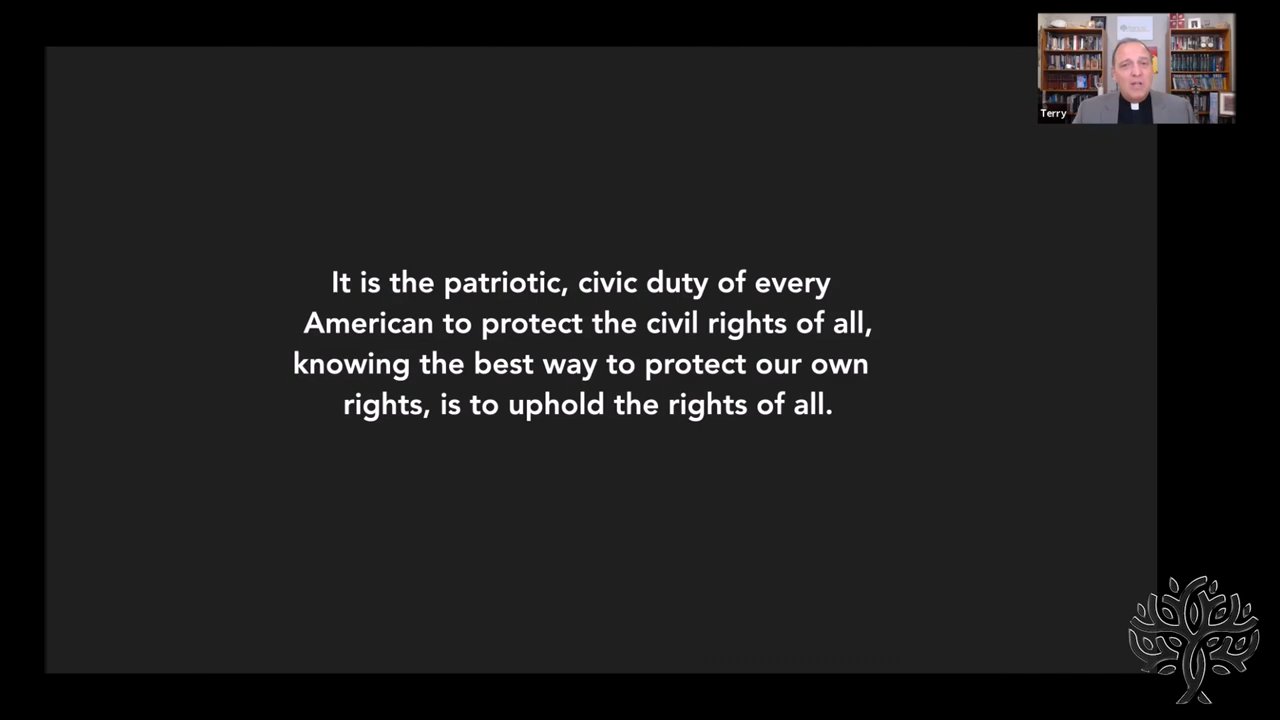 Terry
It is the patriotic, civic duty of every
American to protect the civil rights of all,
knowing the best way to protect our own
rights, is to uphold the rights of all.